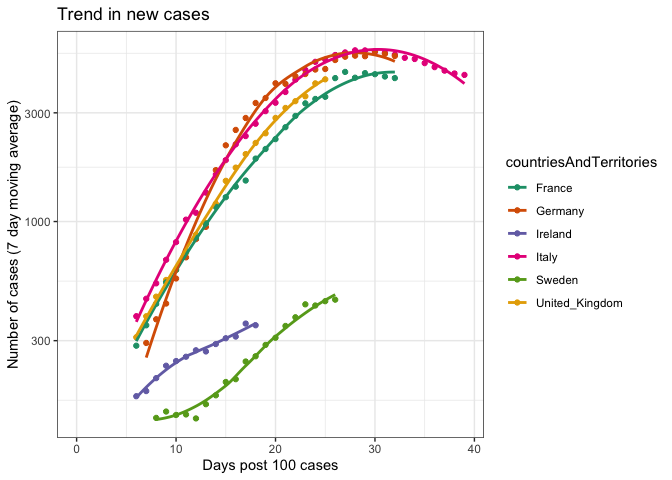 Trend in new cases
Number of cases (7 day moving average)
3000
1000
300
0
10
20
30
40
Days post 100 cases
countriesAndTerritories
France
Germany
Ireland
Italy
Sweden
United_Kingdom